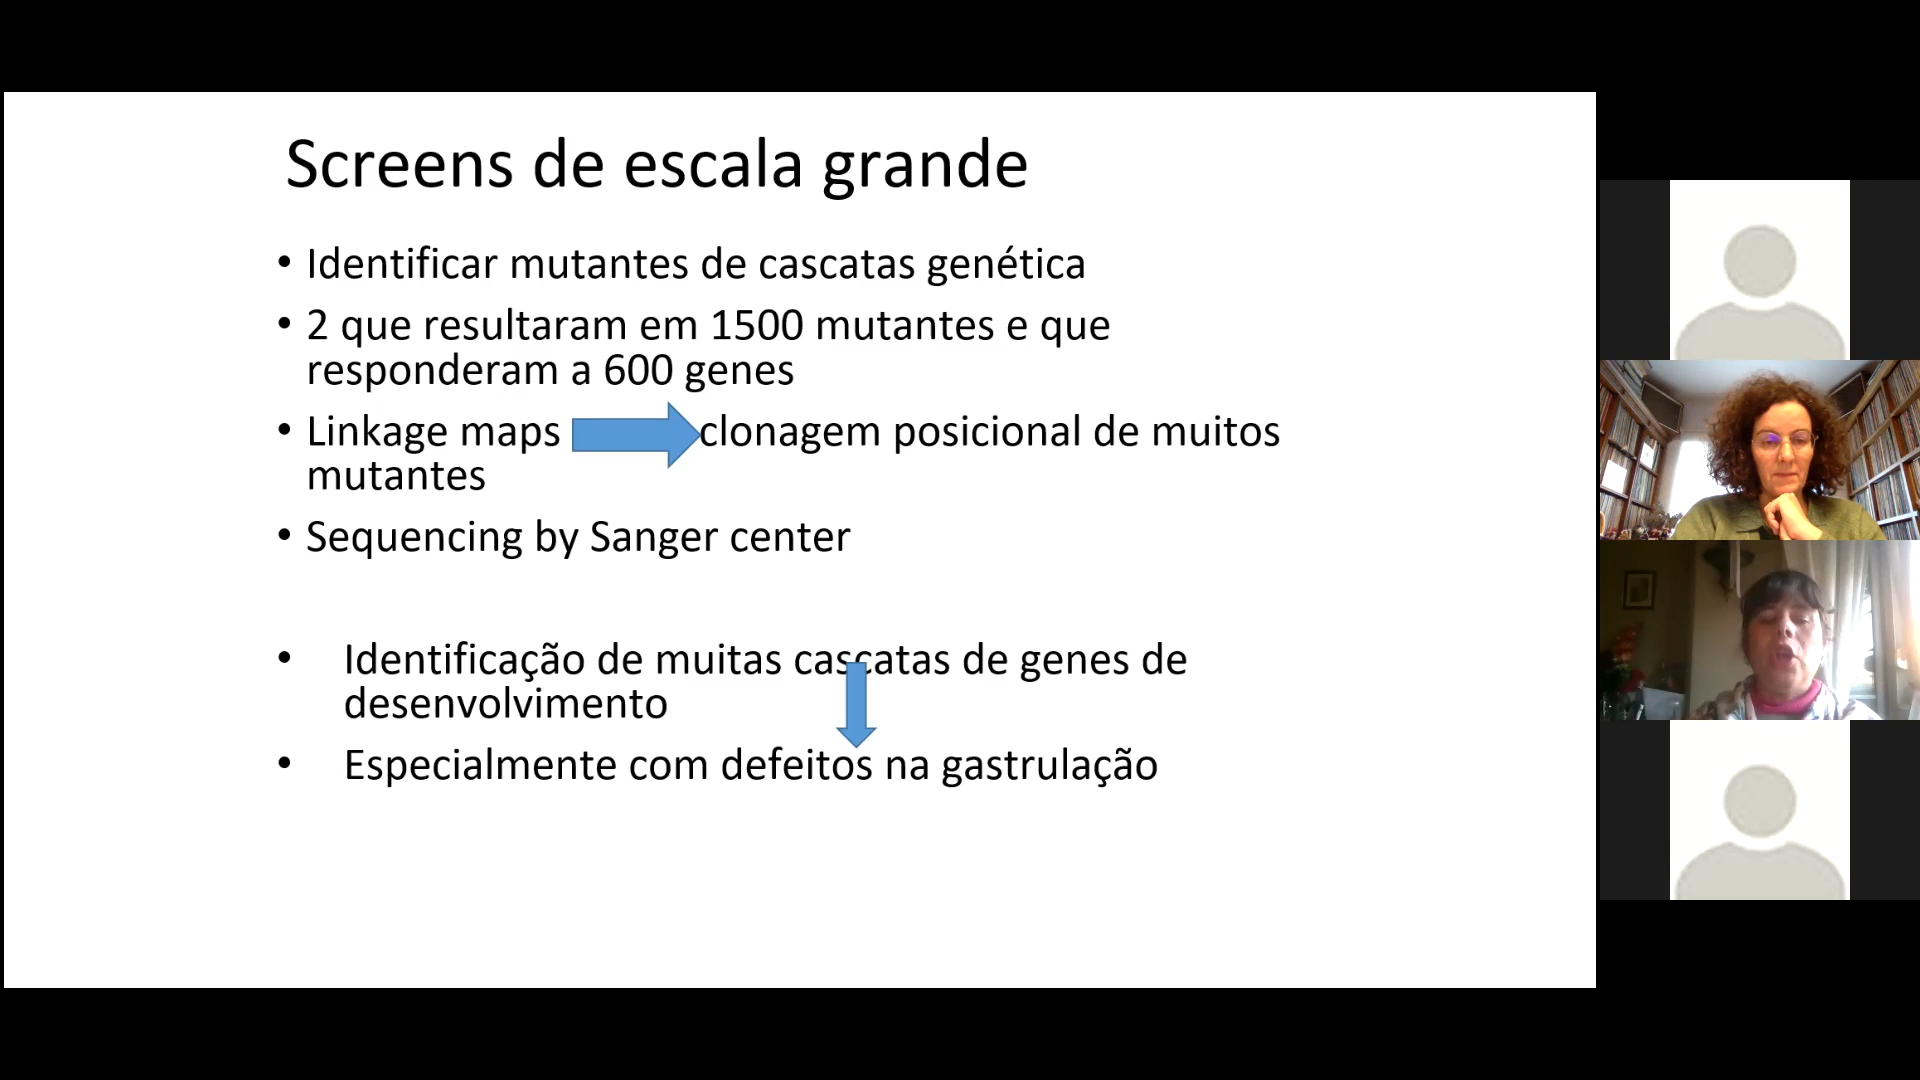 Screens de escala grande
• Identificar mutantes de cascatas genética
• 2 que resultaram em 1500 mutantes e que
responderam a 600 genes
• Linkage maps clonagem posicional de muitos
mutantes
• Sequencing by Sanger center
• Identificação de muitas cascatas de genes de
desenvolvimento
• Especialmente com defeitos na gastrulação